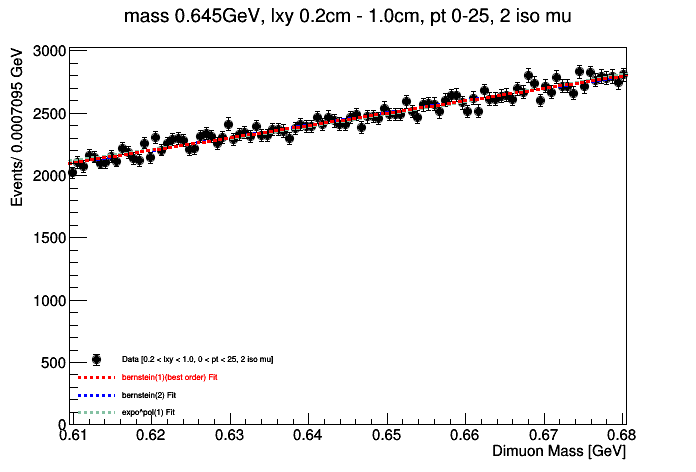 mass 0.645GeV, lxy 0.2cm - 1.0cm, pt 0-25, 2 iso mu
Events/ 0.0007095 GeV
3000
2500
2000
1500
1000
500
0
Data [0.2 < lxy < 1.0, 0 < pt < 25, 2 iso mu]
bernstein(1)(best order) Fit
bernstein(2) Fit
expo^pol(1) Fit
0.61 0.62 0.63 0.64 0.65 0.66 0.67 0.68
Dimuon Mass [GeV]